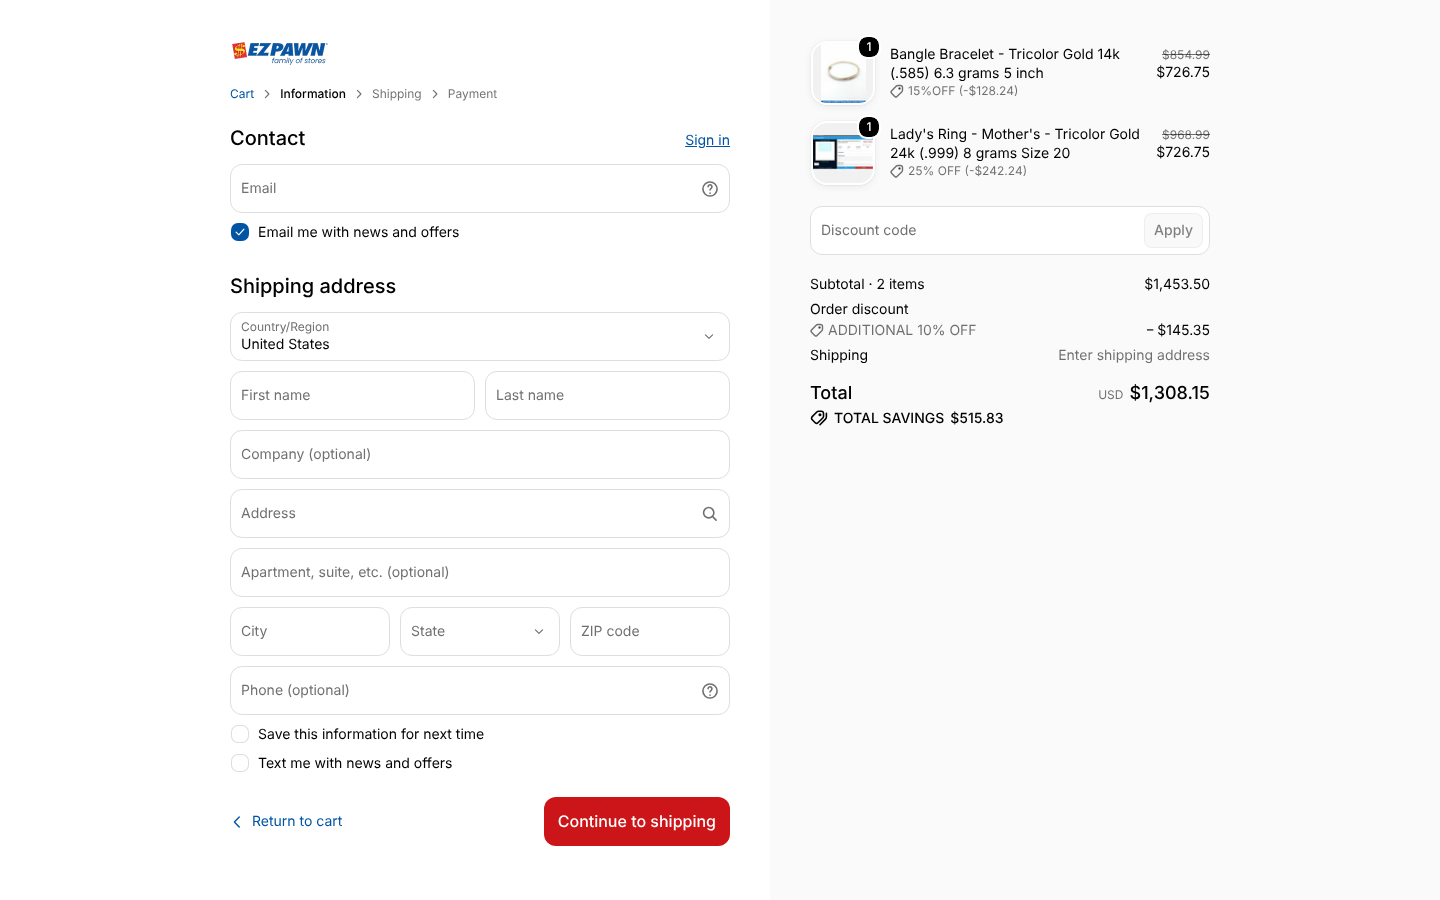 EZPAWN
family of stores
Cart
Information
Shipping
Payment
Contact
Sign in
Email
Email me with news and offers
Shipping address
Country/Region
United States
First name
Last name
Company (optional)
Address
Apartment, suite, etc. (optional)
City
State
ZIP code
Phone (optional)
Save this information for next time
Text me with news and offers
Return to cart
Continue to shipping
1
Bangle Bracelet - Tricolor Gold 14k
(.585) 6.3 grams 5 inch
15%OFF (-$128.24)
$854.99
$726.75
1
Lady's Ring - Mother's - Tricolor Gold
24k (.999) 8 grams Size 20
25% OFF (-$242.24)
$968.99
$726.75
Discount code
Apply
Subtotal · 2 items
$1,453.50
Order discount
ADDITIONAL 10% OFF
− $145.35
Shipping
Enter shipping address
Total
USD $1,308.15
TOTAL SAVINGS $515.83